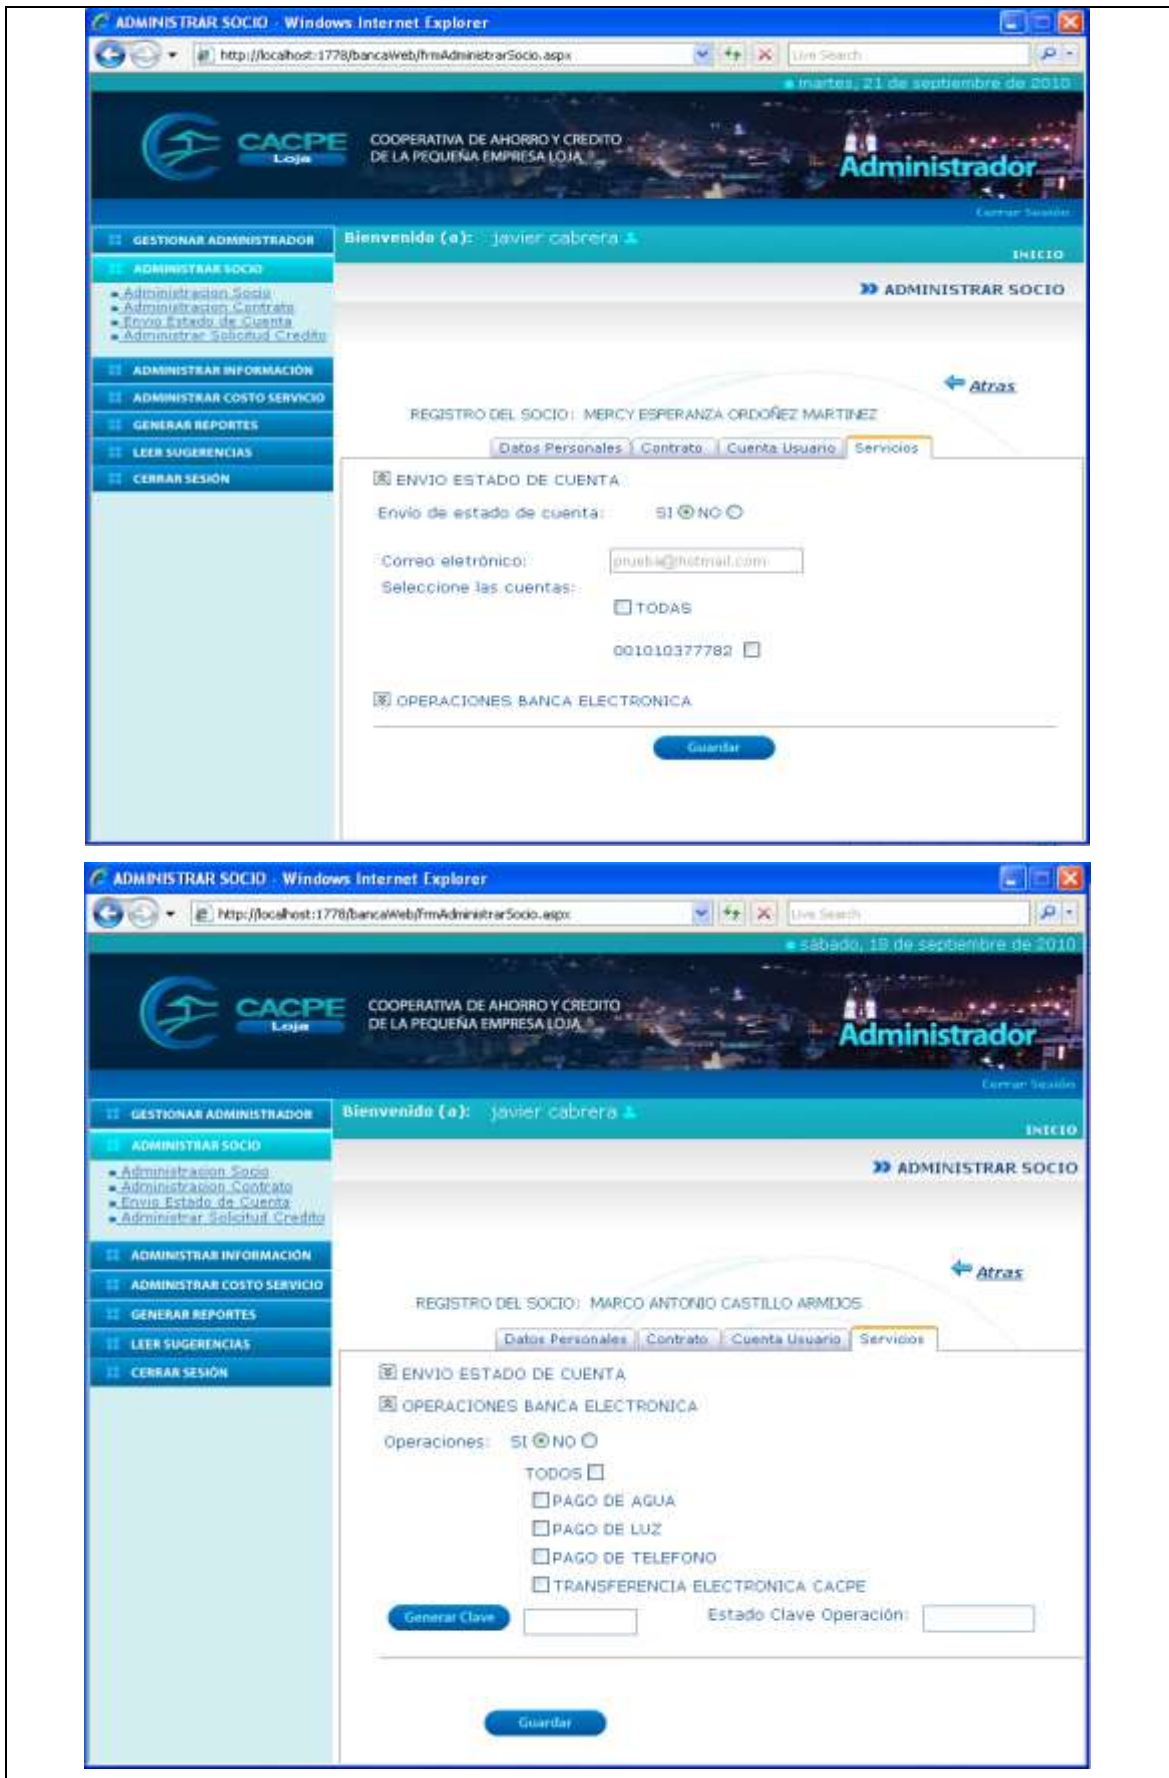 ADMINISTRAR SOCIO - Windows Internet Explorer
http://localhost:1778/bancaWeb/frmAdministrarSocio.aspx
Live Search
martes, 21 de septiembre de 2010
CACPE
Loja
COOPERATIVA DE AHORRO Y CREDITO
DE LA PEQUEÑA EMPRESA LOJA
Administrador
Cerrar Sesión
GESTIONAR ADMINISTRADOR
Bienvenido (a): javier cabrera
INICIO
ADMINISTRAR SOCIO
ADMINISTRAR SOCIO
Administracion Socio
Administracion Contrato
Envio Estado de Cuenta
Administrar Solicitud Credito
ADMINISTRAR INFORMACIÓN
ADMINISTRAR COSTO SERVICIO
GENERAR REPORTES
LEER SUGERENCIAS
CERRAR SESIÓN
Atras
REGISTRO DEL SOCIO: MERCY ESPERANZA ORDOÑEZ MARTINEZ
Datos Personales Contrato Cuenta Usuario Servicios
ENVIO ESTADO DE CUENTA
Envío de estado de cuenta: SI NO
Correo eletrónico: prueba@hotmail.com
Seleccione las cuentas:
TODAS
001010377782
OPERACIONES BANCA ELECTRONICA
Guardar
ADMINISTRAR SOCIO - Windows Internet Explorer
http://localhost:1778/bancaWeb/frmAdministrarSocio.aspx
Live Search
sábado, 18 de septiembre de 2010
CACPE
Loja
COOPERATIVA DE AHORRO Y CREDITO
DE LA PEQUEÑA EMPRESA LOJA
Administrador
Cerrar Sesión
GESTIONAR ADMINISTRADOR
Bienvenido (a): javier cabrera
INICIO
ADMINISTRAR SOCIO
ADMINISTRAR SOCIO
Administracion Socio
Administracion Contrato
Envio Estado de Cuenta
Administrar Solicitud Credito
ADMINISTRAR INFORMACIÓN
ADMINISTRAR COSTO SERVICIO
GENERAR REPORTES
LEER SUGERENCIAS
CERRAR SESIÓN
Atras
REGISTRO DEL SOCIO: MARCO ANTONIO CASTILLO ARMIJOS
Datos Personales Contrato Cuenta Usuario Servicios
ENVIO ESTADO DE CUENTA
OPERACIONES BANCA ELECTRONICA
Operaciones: SI NO
TODOS
PAGO DE AGUA
PAGO DE LUZ
PAGO DE TELEFONO
TRANSFERENCIA ELECTRONICA CACPE
Generar Clave Estado Clave Operación:
Guardar